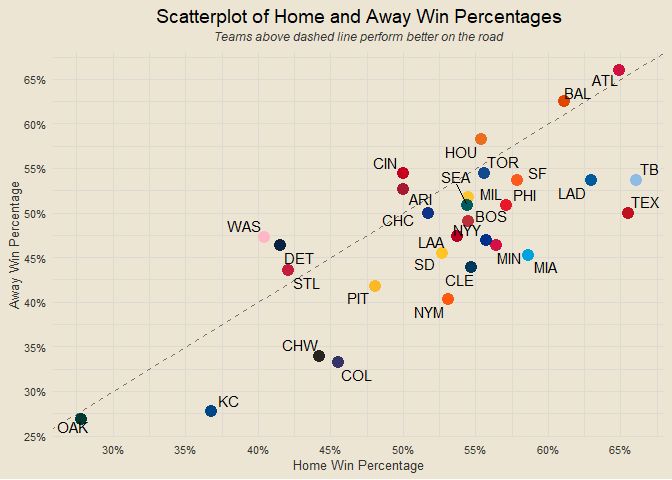 Scatterplot of Home and Away Win Percentages
Teams above dashed line perform better on the road
65%
60%
55%
50%
45%
40%
35%
30%
25%
Away Win Percentage
ATL
BAL
HOU
TOR
CIN
SF
TB
SEA
MIL
PHI
LAD
ARI
TEX
CHC
BOS
WAS
NYY
LAA
DET
MIN
SD
MIA
STL
CLE
PIT
NYM
CHW
COL
KC
OAK
30%
35%
40%
45%
50%
55%
60%
65%
Home Win Percentage